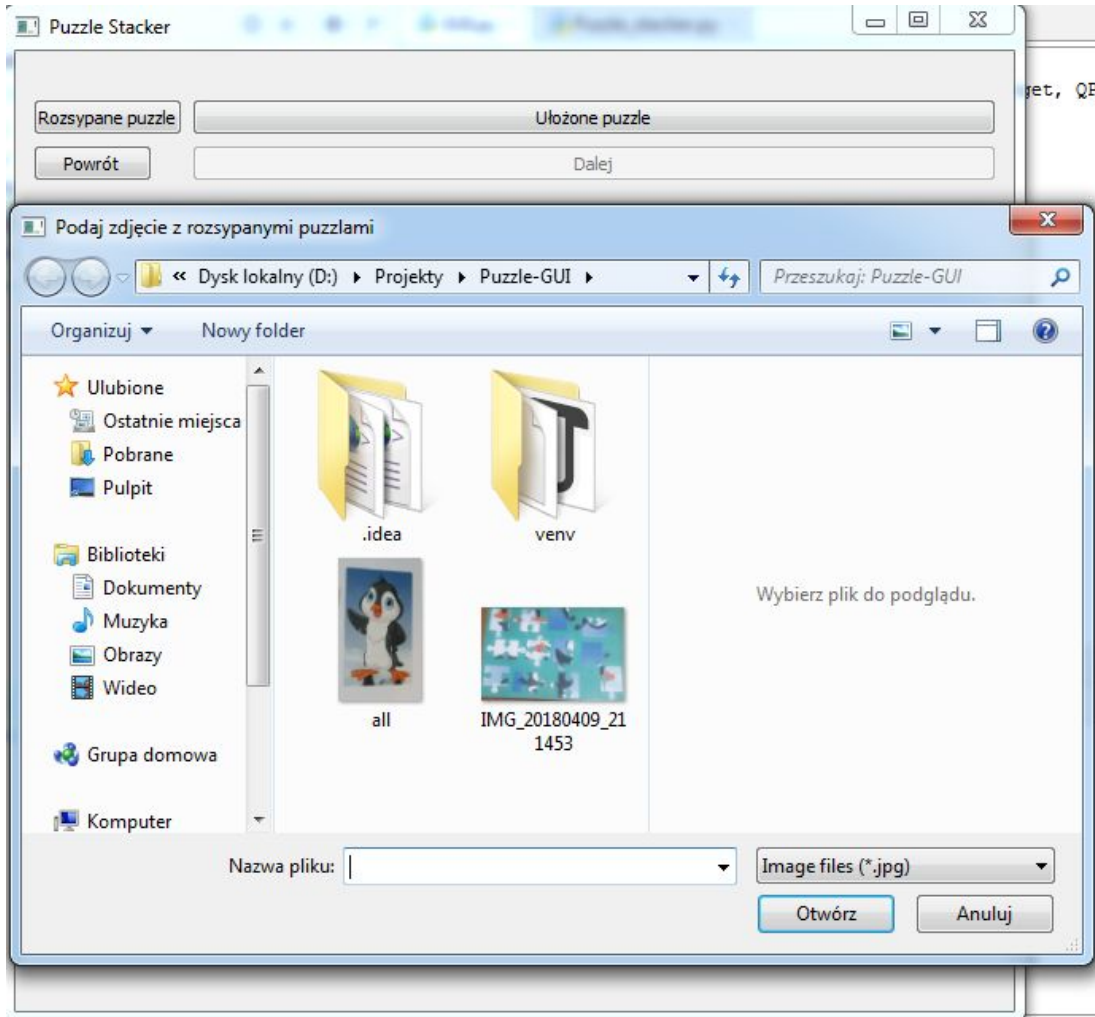 Puzzle Stacker
get, QF
Rozsypane puzzle
Ułożone puzzle
Powrót
Dalej
Podaj zdjęcie z rozsypanymi puzzlami
« Dysk lokalny (D:) ▸ Projekty ▸ Puzzle-GUI ▸
Przeszukaj: Puzzle-GUI
Organizuj
Nowy folder
Ulubione
Ostatnie miejsca
Pobrane
Pulpit
Biblioteki
Dokumenty
Muzyka
Obrazy
Wideo
Grupa domowa
Komputer
.idea
venv
all
IMG_20180409_21
1453
Wybierz plik do podglądu.
Nazwa pliku:
Image files (*.jpg)
Otwórz
Anuluj